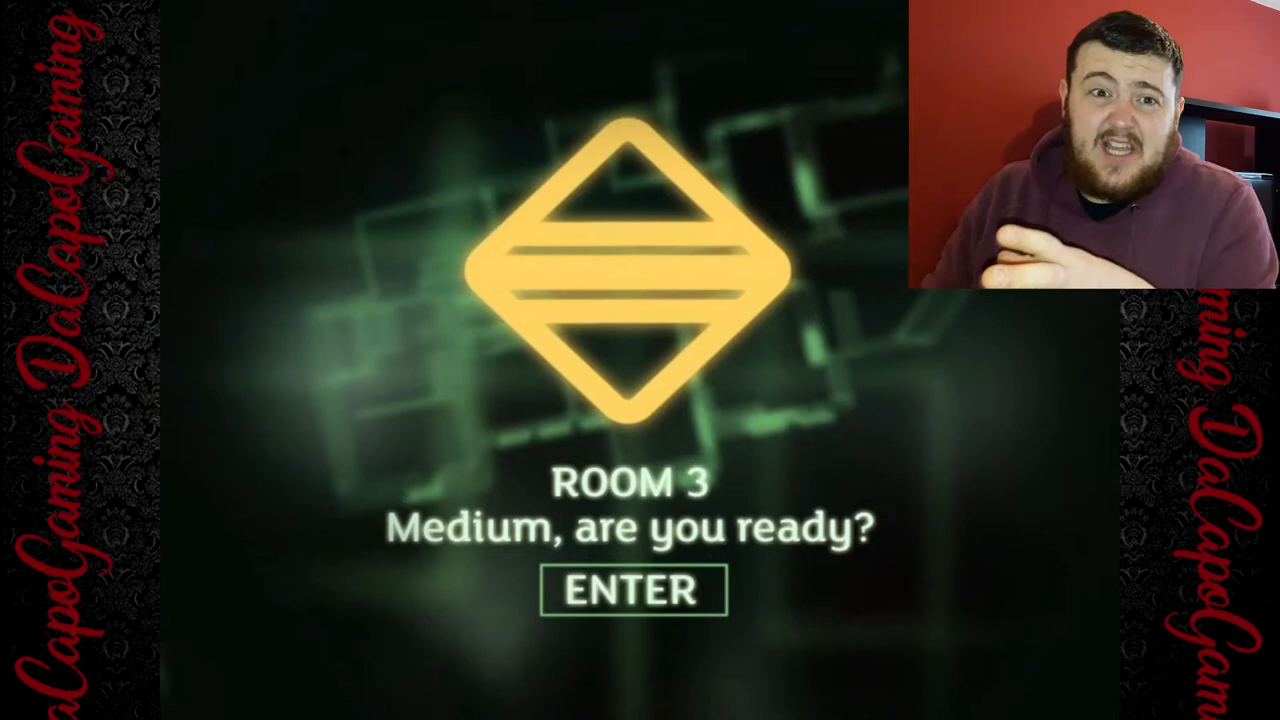 DaCapoGaming DaCapoGaming
ROOM 3
Medium, are you ready?
ENTER
DaCapoGaming